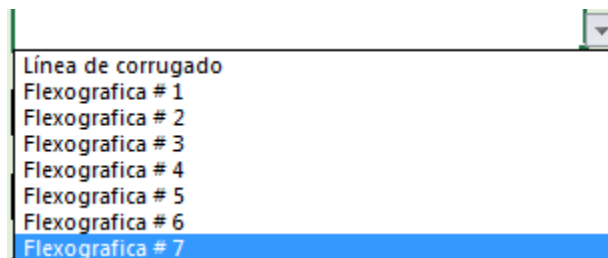 Línea de corrugado
Flexografica # 1
Flexografica # 2
Flexografica # 3
Flexografica # 4
Flexografica # 5
Flexografica # 6
Flexografica # 7